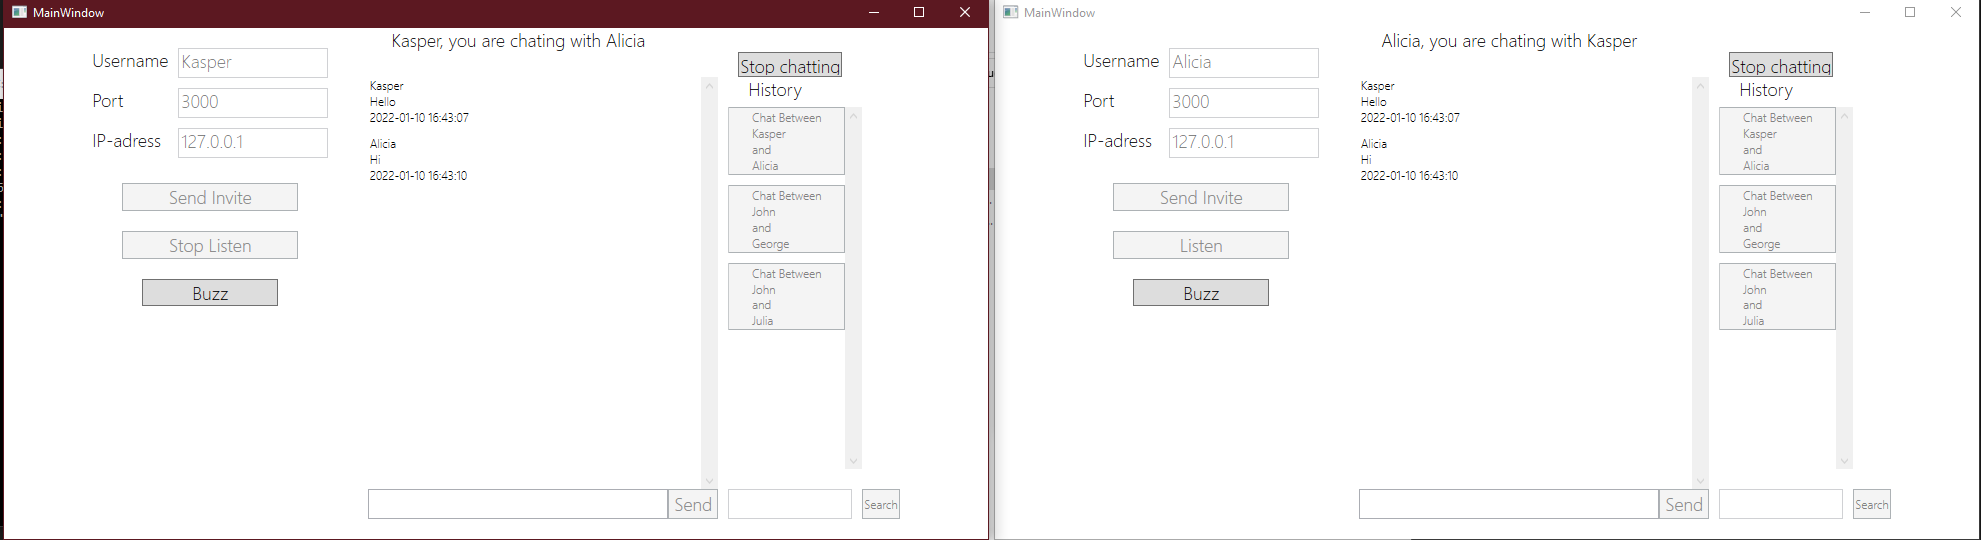 MainWindow
Kasper, you are chating with Alicia
Username Kasper
Port 3000
IP-adress 127.0.0.1
Send Invite
Stop Listen
Buzz
Kasper
Hello
2022-01-10 16:43:07
Alicia
Hi
2022-01-10 16:43:10
Send
Stop chatting
History
Chat Between
Kasper
and
Alicia
Chat Between
John
and
George
Chat Between
John
and
Julia
Search
MainWindow
Alicia, you are chating with Kasper
Username Alicia
Port 3000
IP-adress 127.0.0.1
Send Invite
Listen
Buzz
Kasper
Hello
2022-01-10 16:43:07
Alicia
Hi
2022-01-10 16:43:10
Send
Stop chatting
History
Chat Between
Kasper
and
Alicia
Chat Between
John
and
George
Chat Between
John
and
Julia
Search